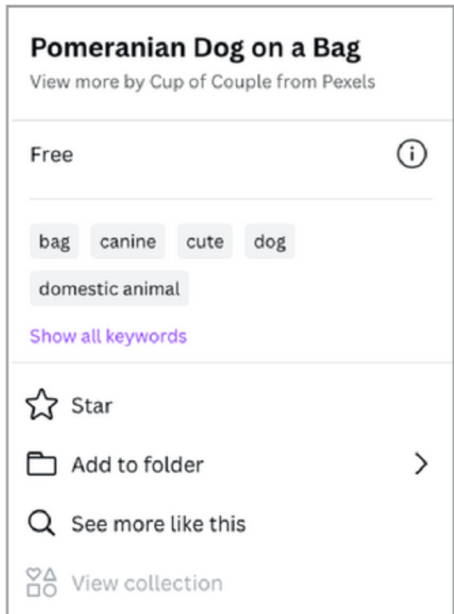 Pomeranian Dog on a Bag
View more by Cup of Couple from Pexels
Free
bag canine cute dog
domestic animal
Show all keywords
Star
Add to folder
See more like this
View collection